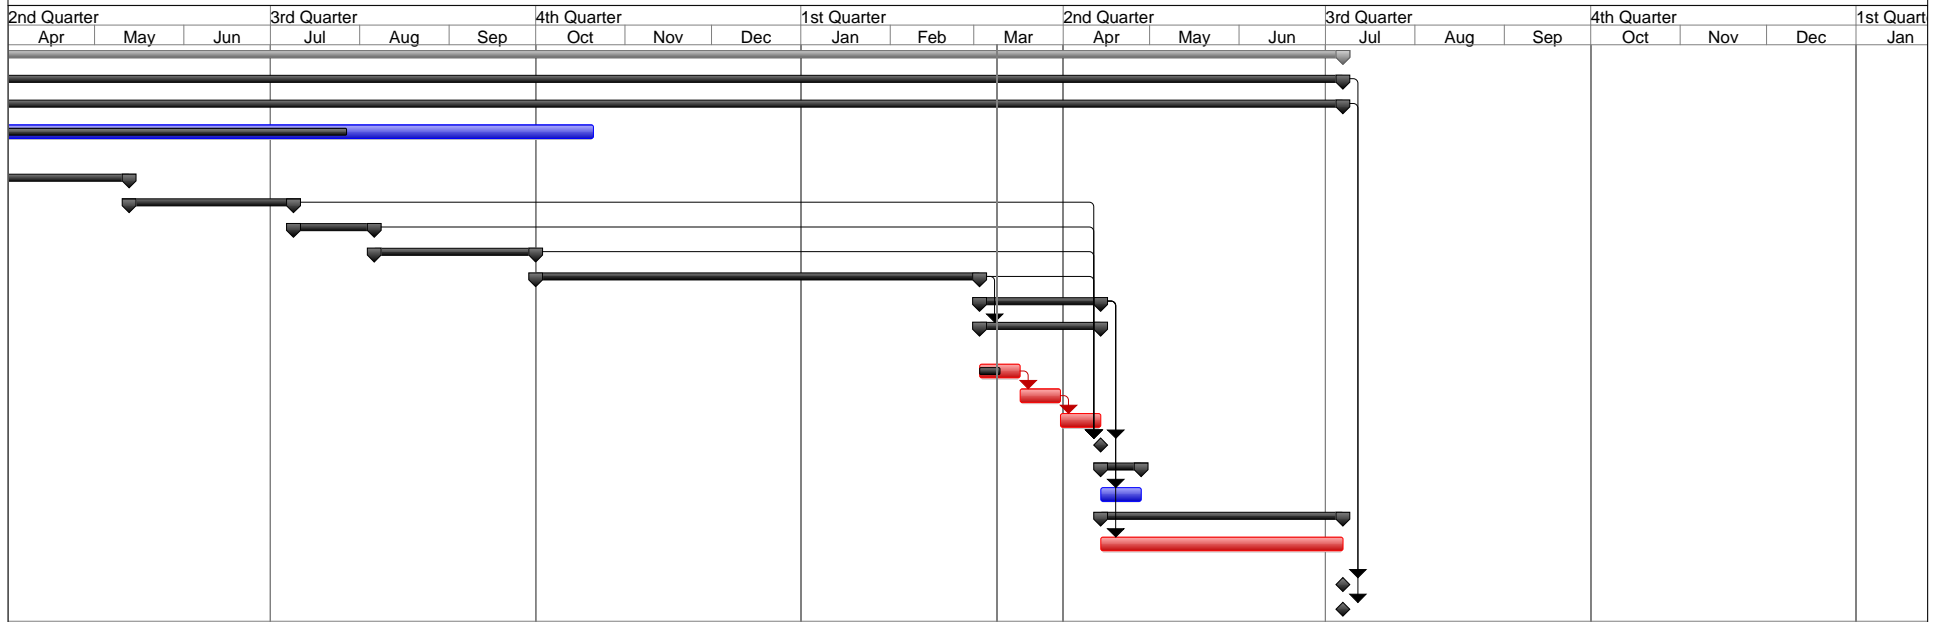 2nd Quarter 3rd Quarter 4th Quarter 1st Quarter 2nd Quarter 3rd Quarter 4th Quarter 1st Quart
Apr May Jun Jul Aug Sep Oct Nov Dec Jan Feb Mar Apr May Jun Jul Aug Sep Oct Nov Dec Jan